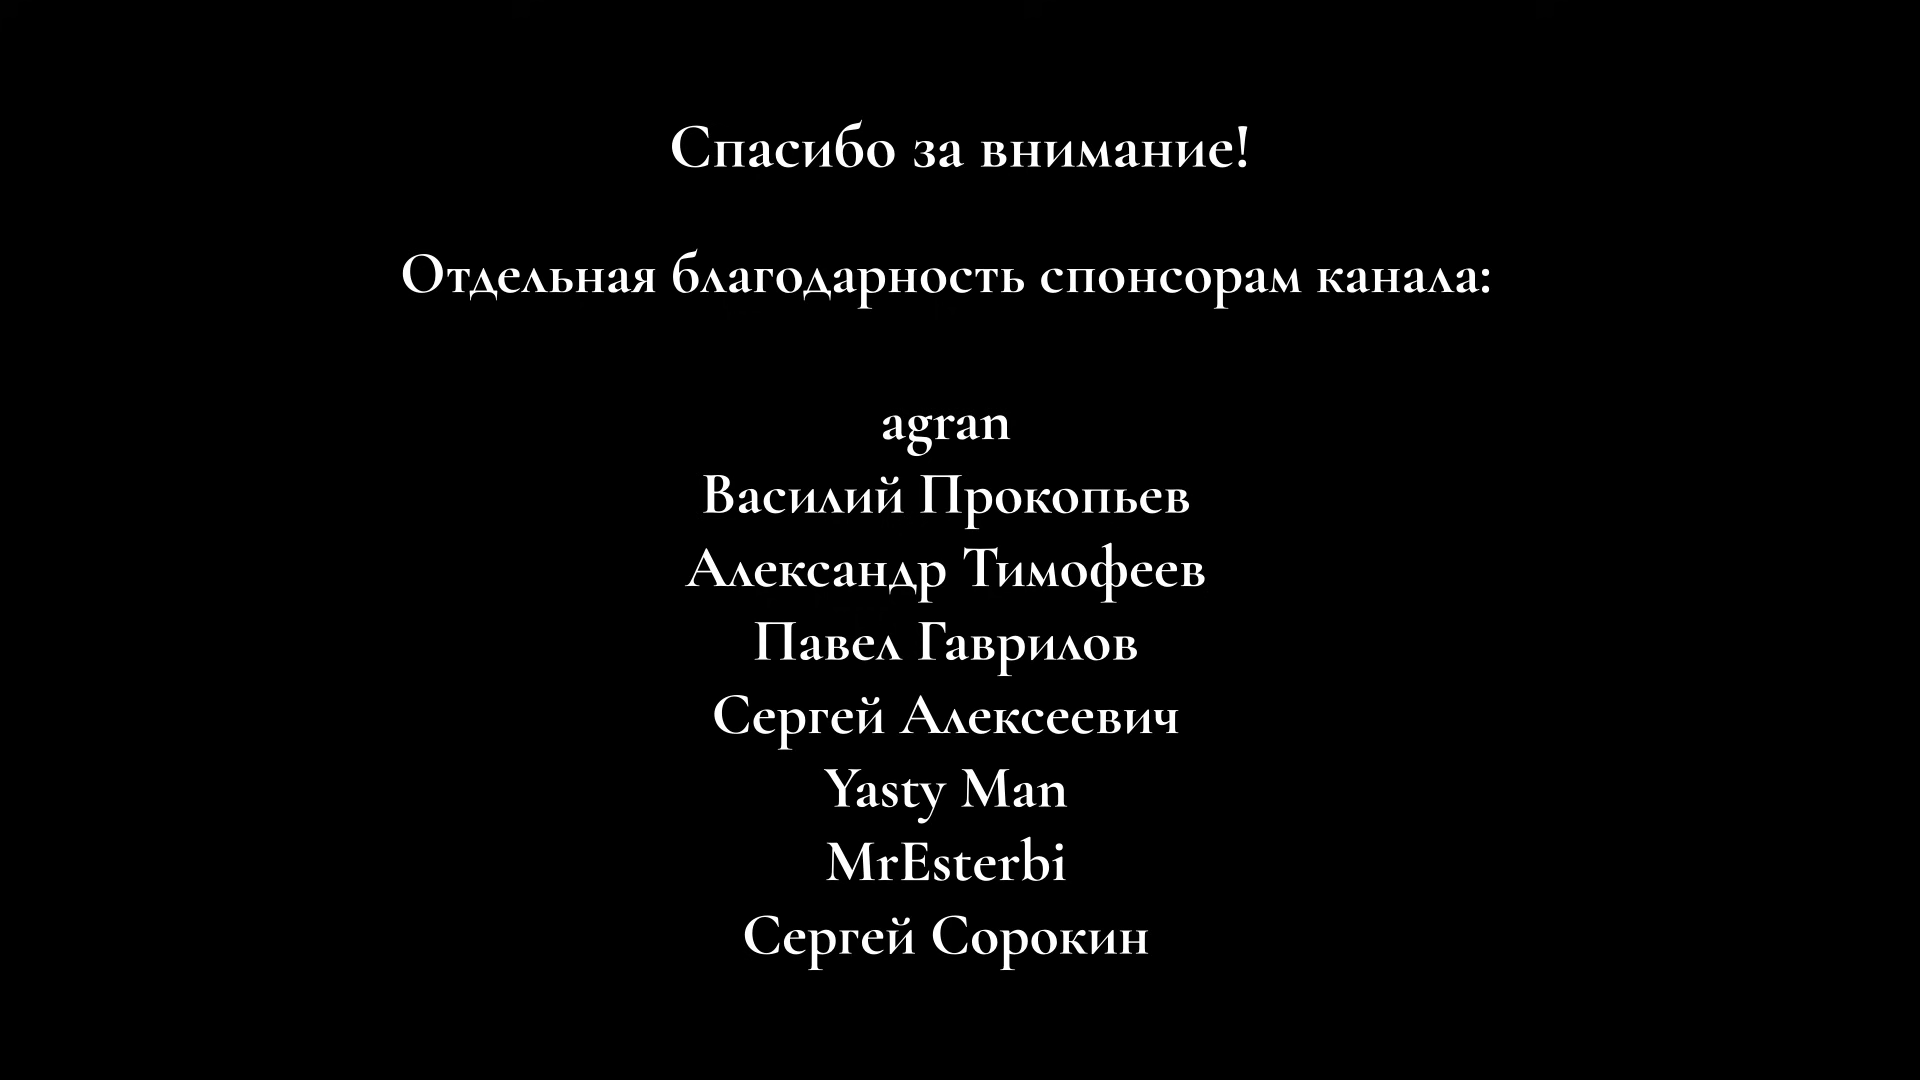 Спасибо за внимание!
Отдельная благодарность спонсорам канала:
agran
Василий Прокопьев
Александр Тимофеев
Павел Гаврилов
Сергей Алексеевич
Yasty Man
MrEsterbi
Сергей Сорокин